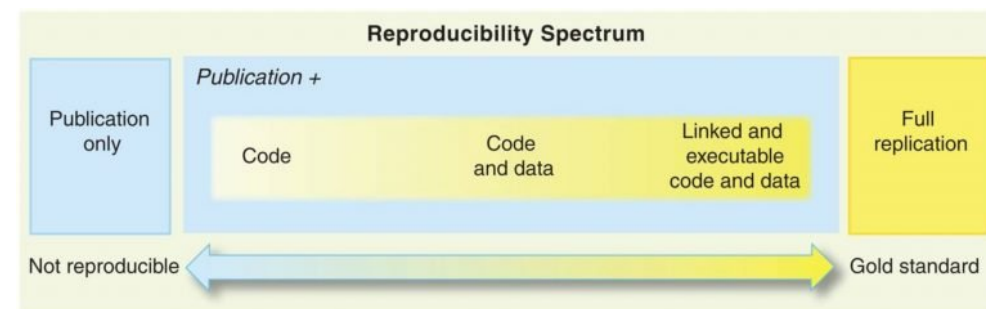 Reproducibility Spectrum
Publication only
Publication +
Code
Code
and data
Linked and
executable
code and data
Full
replication
Not reproducible
Gold standard